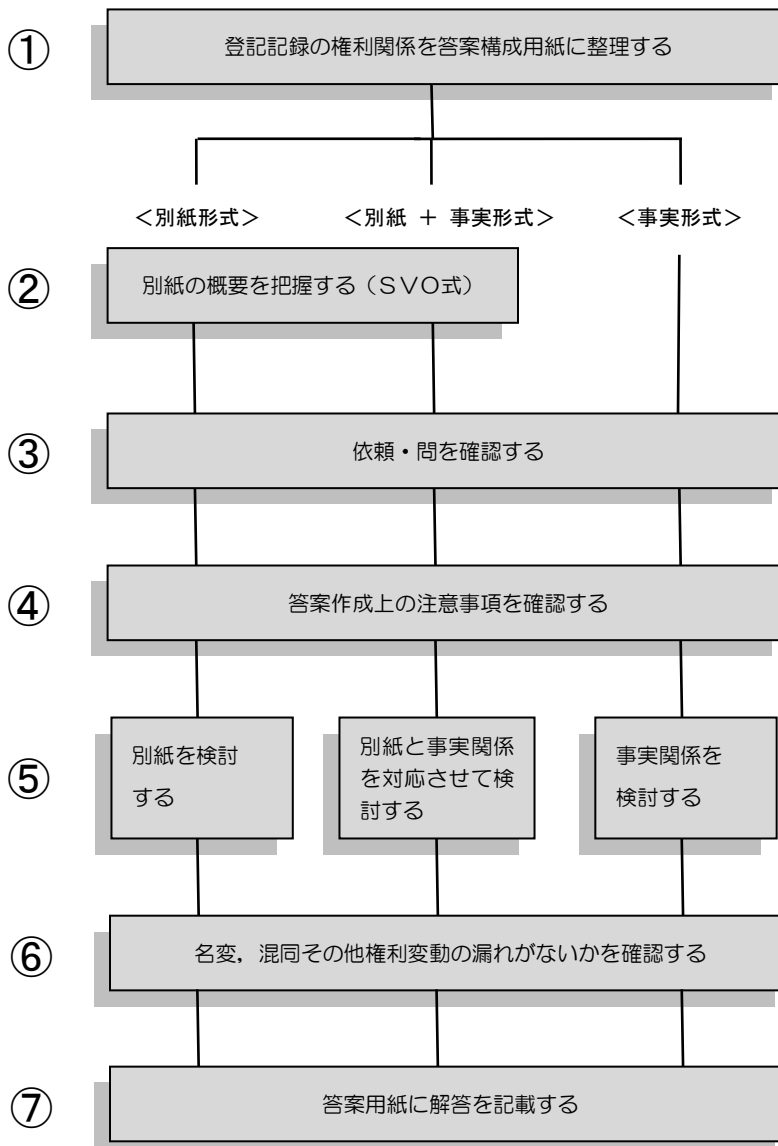 ①
登記記録の権利関係を答案構成用紙に整理する
＜別紙形式＞
＜別紙 ＋ 事実形式＞
＜事実形式＞
②
別紙の概要を把握する（ＳＶＯ式）
③
依頼・問を確認する
④
答案作成上の注意事項を確認する
⑤
別紙を検討
する
別紙と事実関係
を対応させて検
討する
事実関係を
検討する
⑥
名変，混同その他権利変動の漏れがないかを確認する
⑦
答案用紙に解答を記載する